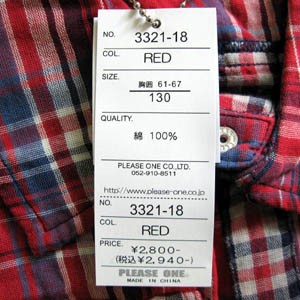 NO. 3321-18
COL. RED
SIZE.
胸囲 61-67
130
QUALITY.
綿 100%
PLEASE ONE CO.,LTD.
052-910-8511
http://www.please-one.co.jp
NO. 3321-18
COL. RED
PRICE. ¥2,800-
(税込¥2,940-)
PLEASE ONE.
MADE IN CHINA